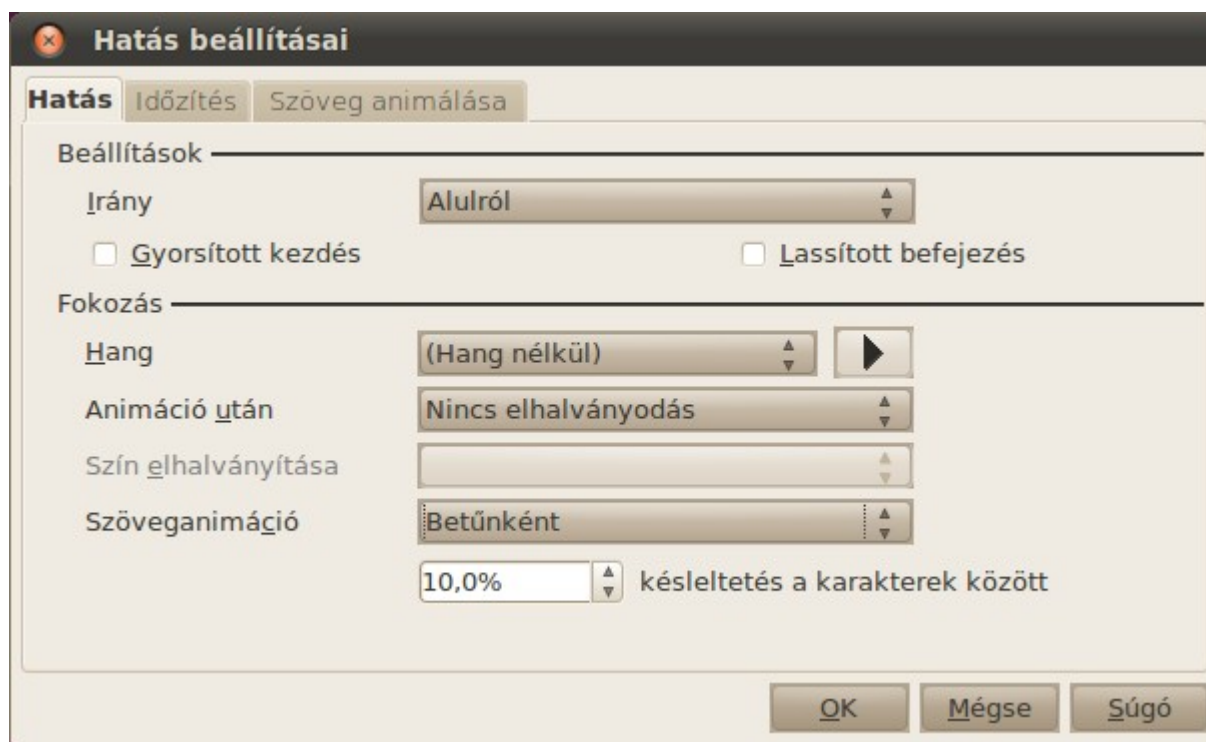 Hatás beállításai
Hatás Időzítés Szöveg animálása
Beállítások
Irány Alulról
Gyorsított kezdés Lassított befejezés
Fokozás
Hang (Hang nélkül)
Animáció után Nincs elhalványodás
Szín elhalványítása
Szöveganimáció Betűnként
10,0% késleltetés a karakterek között
OK Mégse Súgó